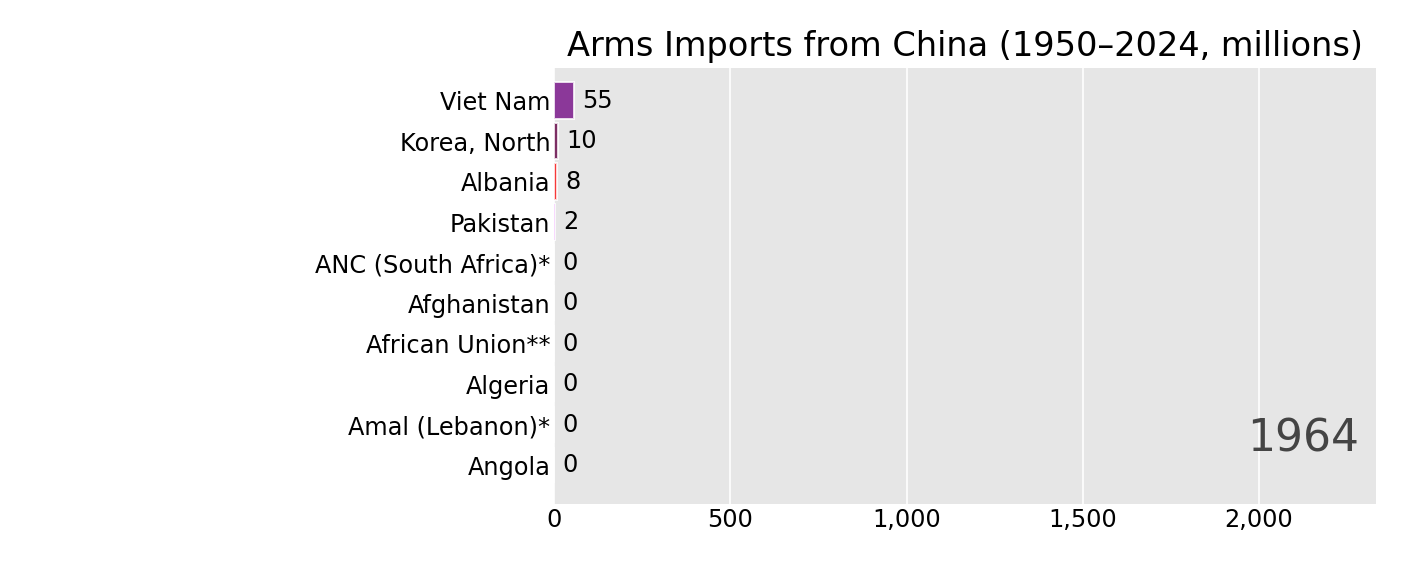 Arms Imports from China (1950–2024, millions)
Viet Nam 55
Korea, North 10
Albania 8
Pakistan 2
ANC (South Africa)* 0
Afghanistan 0
African Union** 0
Algeria 0
Amal (Lebanon)* 0
Angola 0
1964
0 500 1,000 1,500 2,000